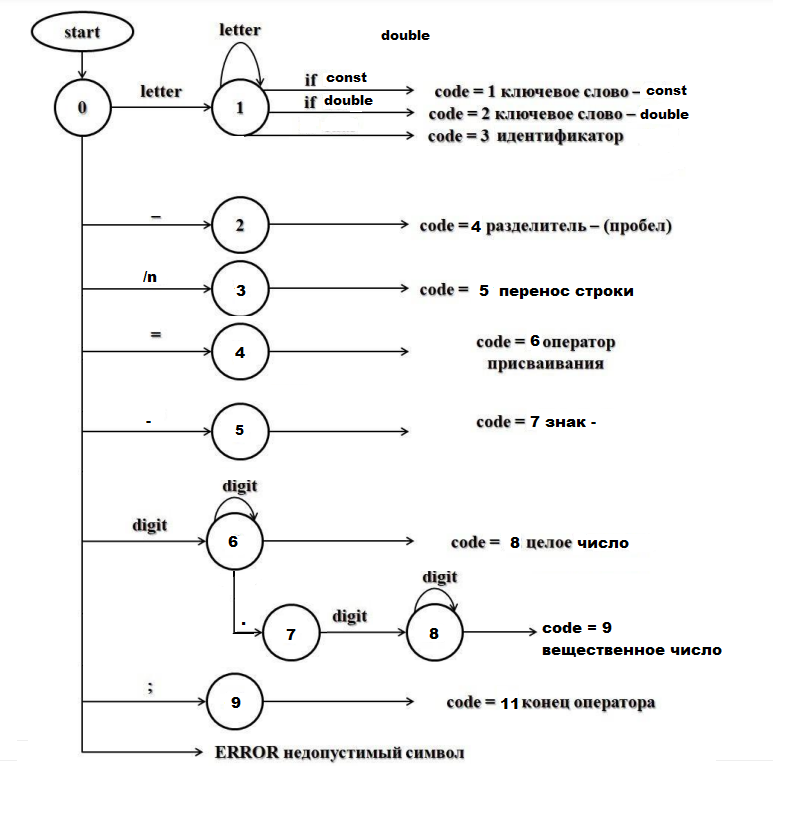 start
letter
double
0
letter
1
if const
if double
code = 1 ключевое слово – const
code = 2 ключевое слово – double
code = 3 идентификатор
_
2
code = 4 разделитель – (пробел)
/n
3
code = 5 перенос строки
=
4
code = 6 оператор
присваивания
-
5
code = 7 знак -
digit
digit
6
code = 8 целое число
digit
.
7
digit
8
code = 9
вещественное число
;
9
code = 11 конец оператора
ERROR недопустимый символ